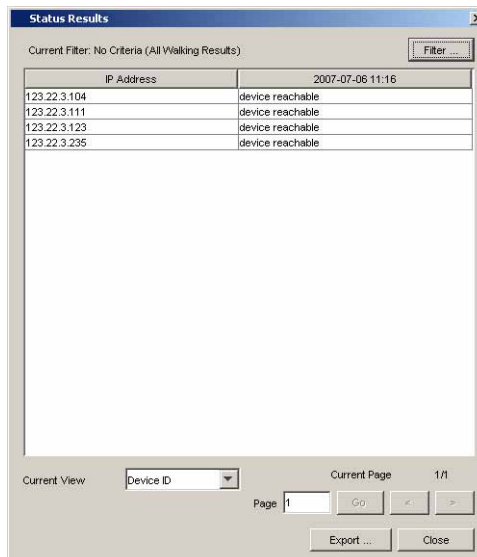 Status Results
Current Filter: No Criteria (All Walking Results)
Filter ...
IP Address 2007-07-06 11:16
123.22.3.104 device reachable
123.22.3.111 device reachable
123.22.3.123 device reachable
123.22.3.235 device reachable
Current View Device ID Current Page 1/1
Page 1 Go < >
Export ... Close